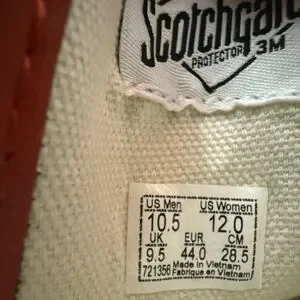 Scotchgard
PROTECTOR 3M
US Men US Women
10.5 12.0
UK EUR CM
9.5 44.0 28.5
721356 Made in Vietnam
Fabriqué en Vietnam